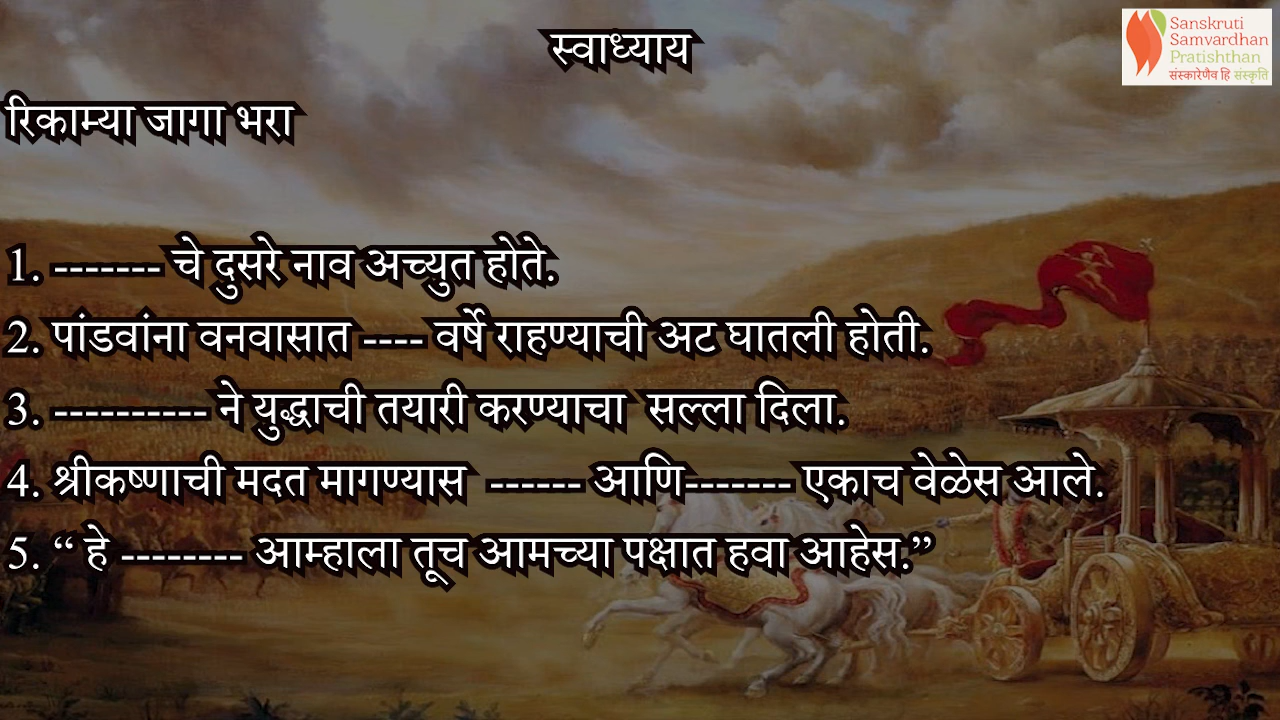 स्वाध्याय
Sanskruti
Samvardhan
Pratishthan
संस्कारेणैव हि संस्कृति
रिकाम्या जागा भरा
1. ------- चे दुसरे नाव अच्युत होते.
2. पांडवांना वनवासात ---- वर्षे राहण्याची अट घातली होती.
3. ---------- ने युद्धाची तयारी करण्याचा सल्ला दिला.
4. श्रीकष्णाची मदत मागण्यास ------ आणि------- एकाच वेळेस आले.
5. “ हे -------- आम्हाला तूच आमच्या पक्षात हवा आहेस.”